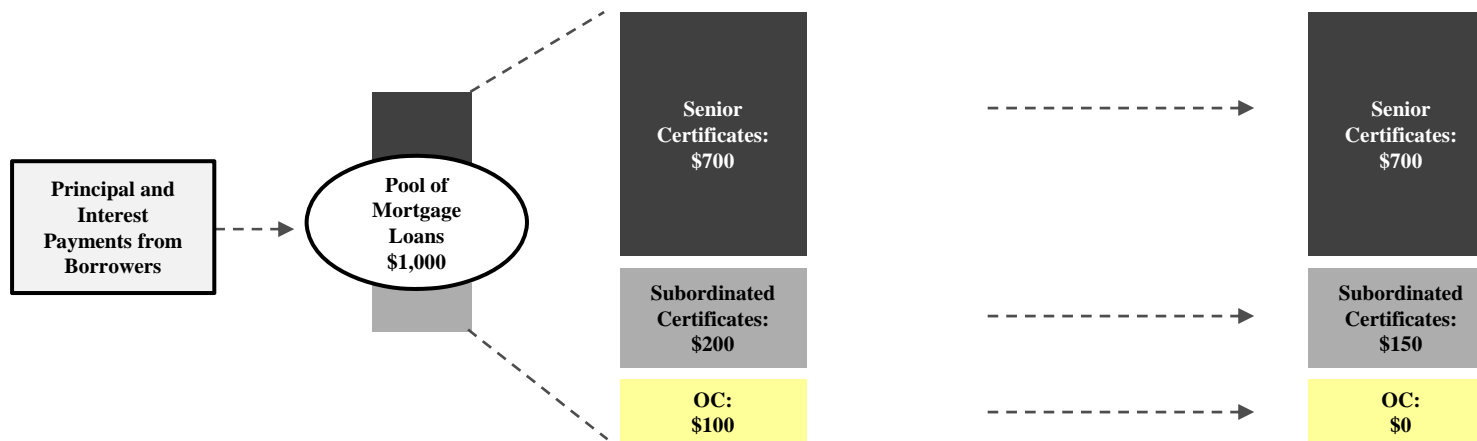 Principal and
Interest
Payments from
Borrowers
Pool of
Mortgage
Loans
$1,000
Senior
Certificates:
$700
Subordinated
Certificates:
$200
OC:
$100
Senior
Certificates:
$700
Subordinated
Certificates:
$150
OC:
$0